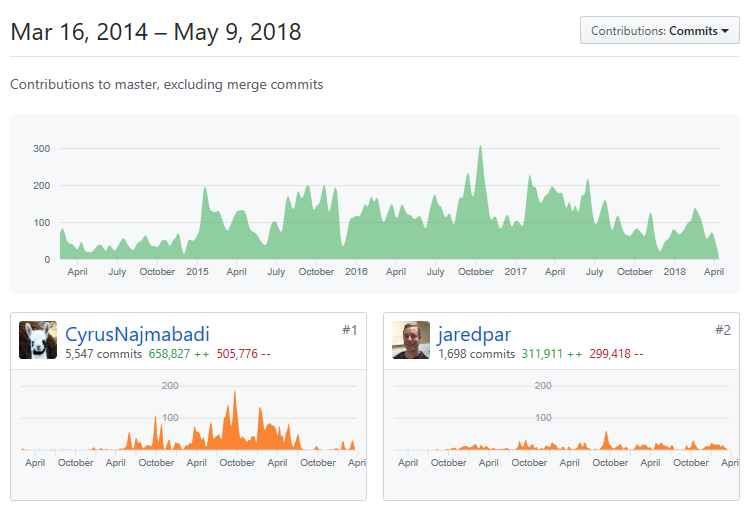 Mar 16, 2014 – May 9, 2018
Contributions: Commits
Contributions to master, excluding merge commits
300
200
100
0
April July October 2015 April July October 2016 April July October 2017 April July October 2018 April
CyrusNajmabadi #1
5,547 commits 658,827 ++ 505,776 --
200
100
April October April October April October April October Apri
jaredpar #2
1,698 commits 311,911 ++ 299,418 --
200
100
April October April October April October April October Apri